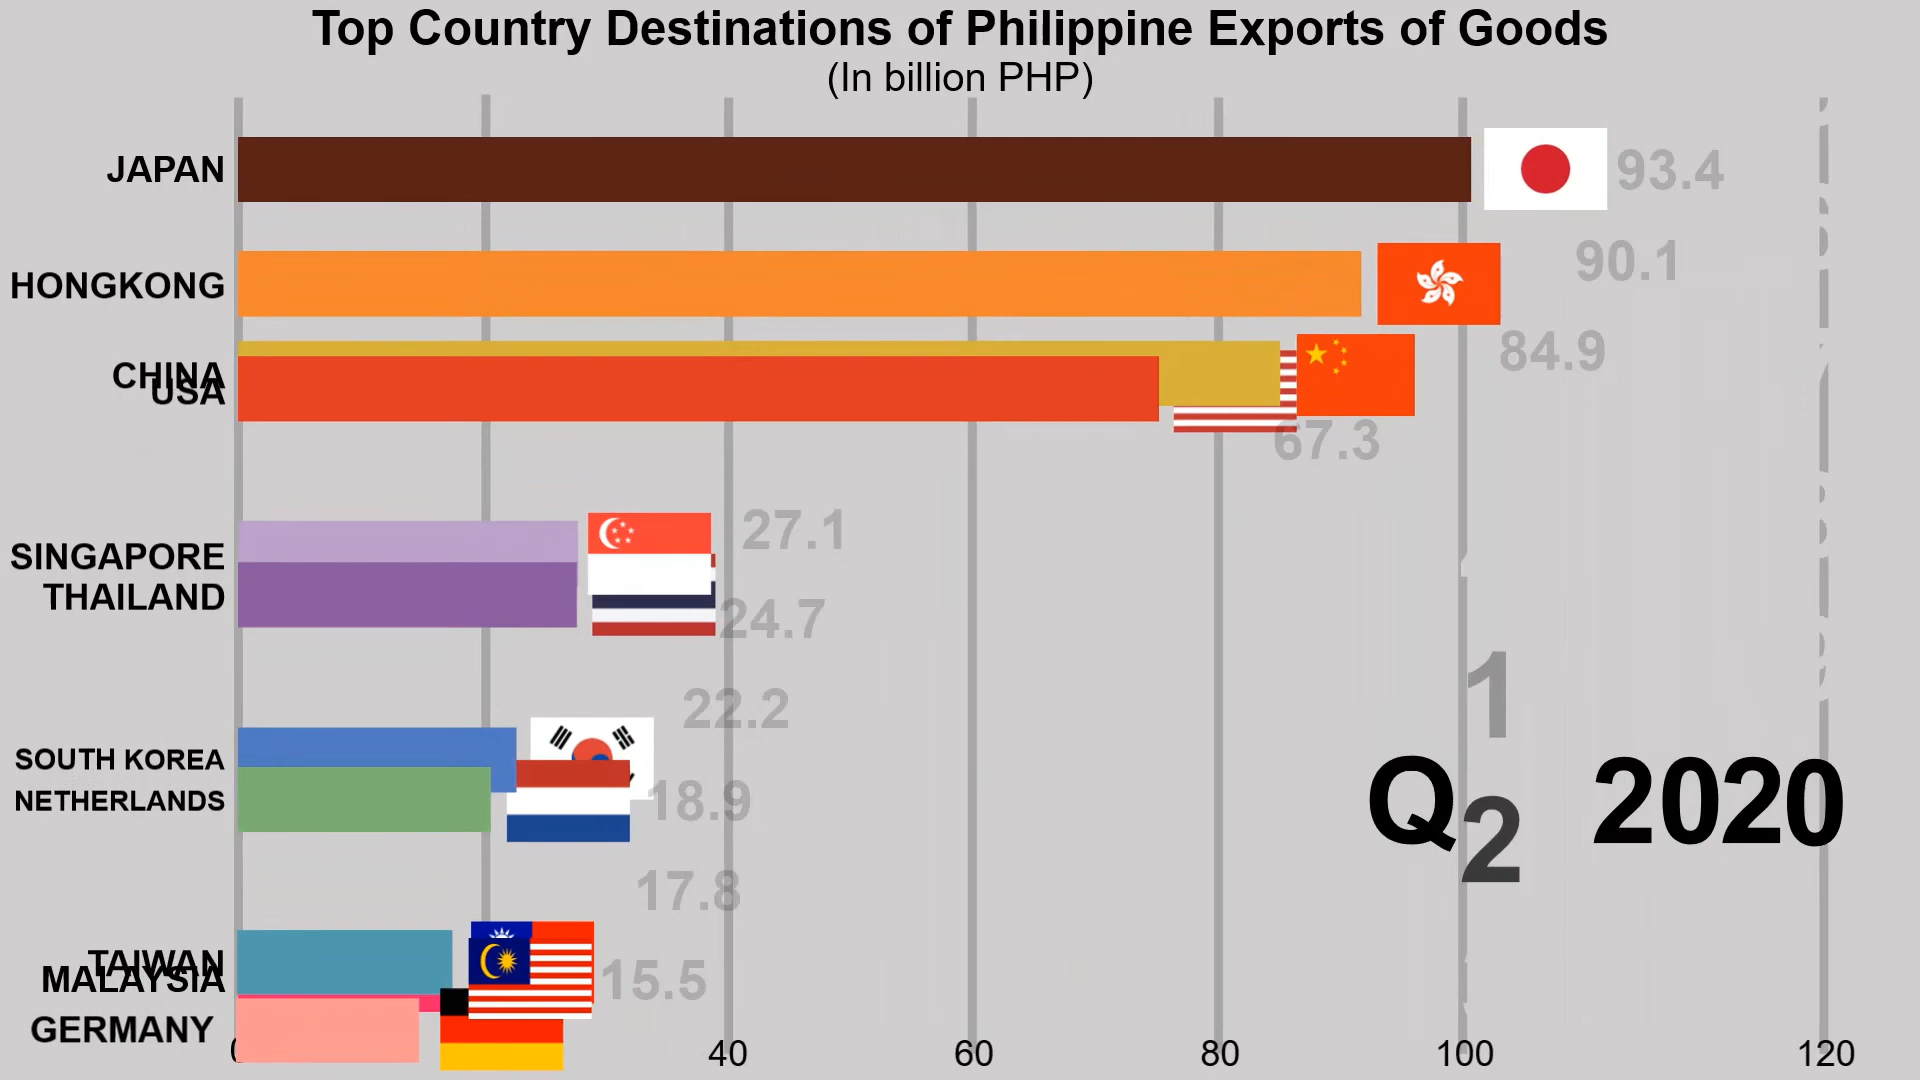 Top Country Destinations of Philippine Exports of Goods
(In billion PHP)
JAPAN
93.4
HONGKONG
90.1
CHINA
84.9
USA
67.3
SINGAPORE
27.1
THAILAND
24.7
22.2
SOUTH KOREA
NETHERLANDS
18.9
17.8
TAIWAN
MALAYSIA
15.5
GERMANY
1
Q 2 2020
40 60 80 100 120